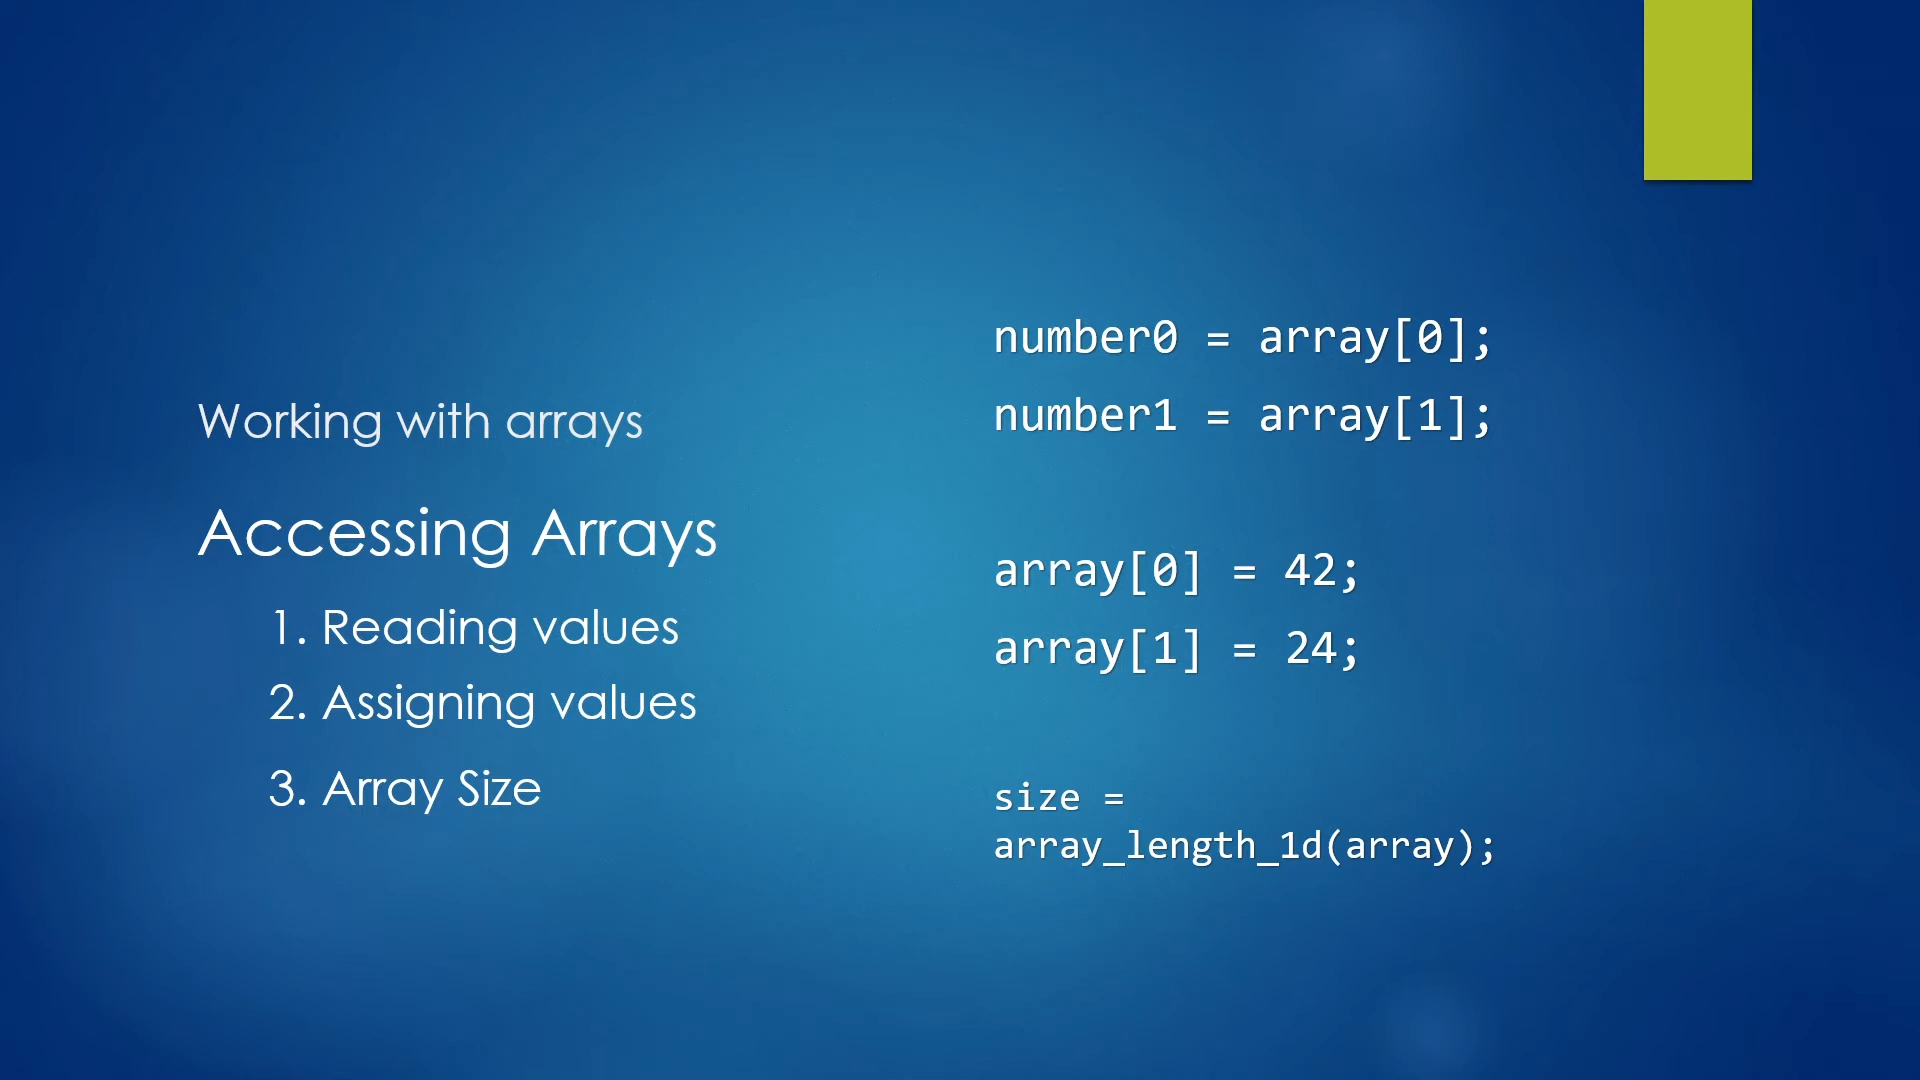 Working with arrays
Accessing Arrays
1. Reading values
2. Assigning values
3. Array Size
number0 = array[0];
number1 = array[1];
array[0] = 42;
array[1] = 24;
size =
array_length_1d(array);